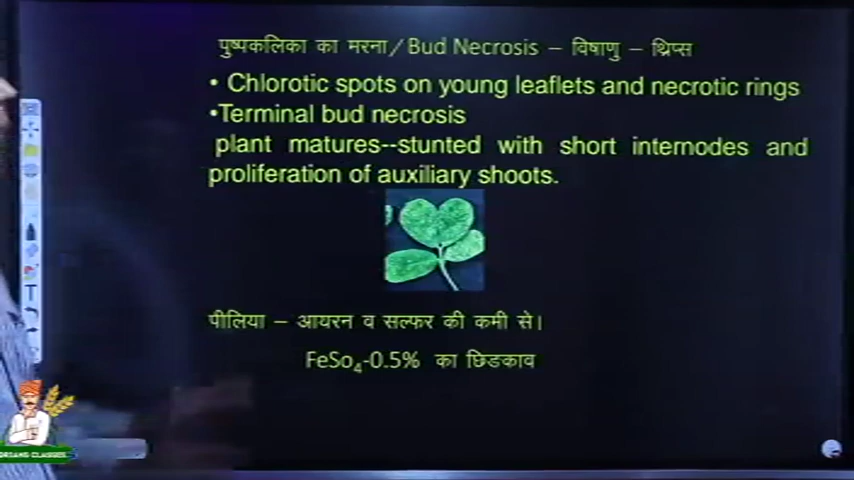 पुष्पकलिका का मरना/Bud Necrosis – विषाणु – थ्रिप्स
• Chlorotic spots on young leaflets and necrotic rings
•Terminal bud necrosis
plant matures--stunted with short internodes and
proliferation of auxiliary shoots.
पीलिया – आयरन व सल्फर की कमी से।
FeSo4-0.5% का छिडकाव
CLASSES